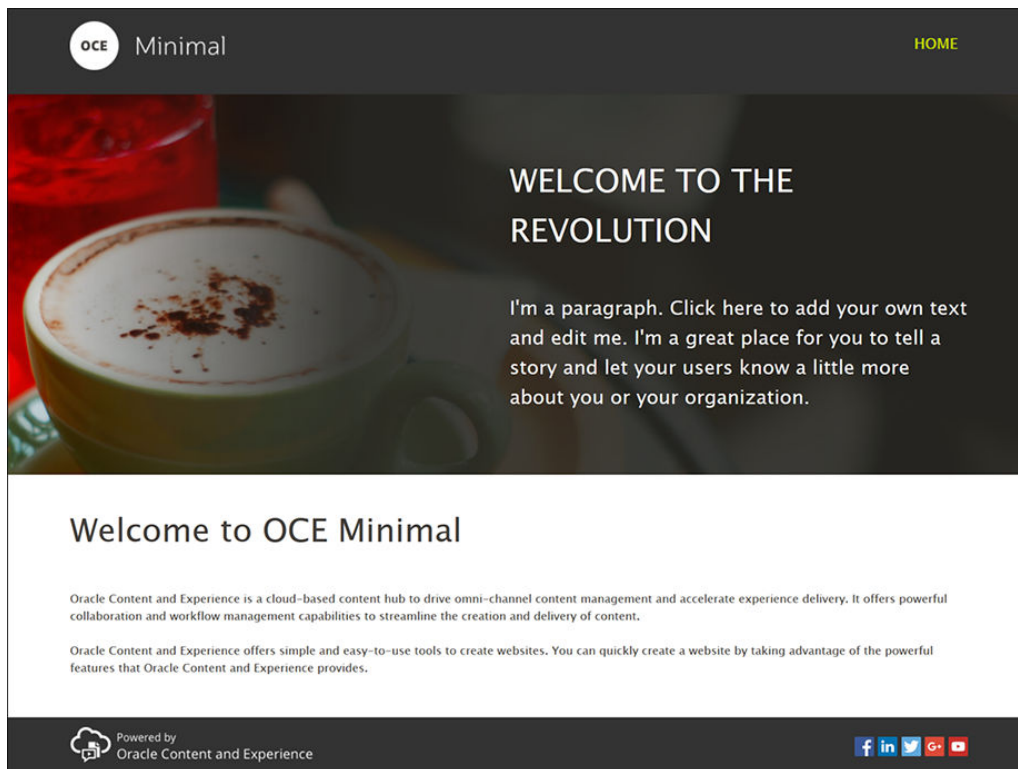 OCE Minimal
HOME
WELCOME TO THE
REVOLUTION
I'm a paragraph. Click here to add your own text
and edit me. I'm a great place for you to tell a
story and let your users know a little more
about you or your organization.
Welcome to OCE Minimal
Oracle Content and Experience is a cloud-based content hub to drive omni-channel content management and accelerate experience delivery. It offers powerful
collaboration and workflow management capabilities to streamline the creation and delivery of content.
Oracle Content and Experience offers simple and easy-to-use tools to create websites. You can quickly create a website by taking advantage of the powerful
features that Oracle Content and Experience provides.
Powered by
Oracle Content and Experience
f in G+